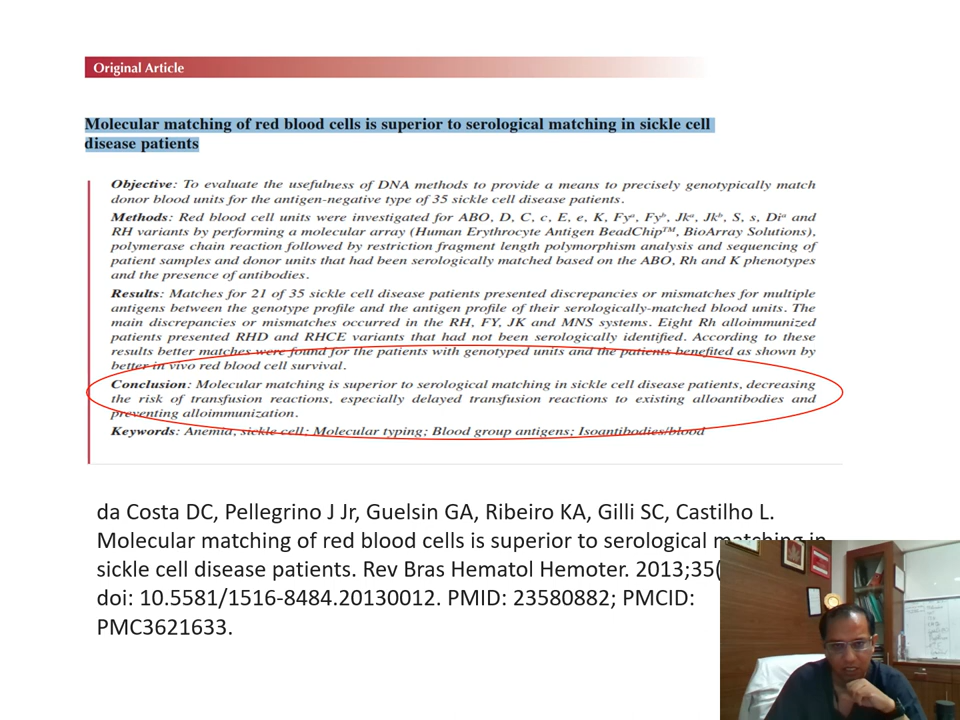 Original Article
Molecular matching of red blood cells is superior to serological matching in sickle cell
disease patients
Objective: To evaluate the usefulness of DNA methods to provide a means to precisely genotypically match
donor blood units for the antigen-negative type of 35 sickle cell disease patients.
Methods: Red blood cell units were investigated for ABO, D, C, c, E, e, K, Fyᵃ, Fyᵇ, Jkᵃ, Jkᵇ, S, s, Diᵃ and
RH variants by performing a molecular array (Human Erythrocyte Antigen BeadChip™, BioArray Solutions),
polymerase chain reaction followed by restriction fragment length polymorphism analysis and sequencing of
patient samples and donor units that had been serologically matched based on the ABO, Rh and K phenotypes
and the presence of antibodies.
Results: Matches for 21 of 35 sickle cell disease patients presented discrepancies or mismatches for multiple
antigens between the genotype profile and the antigen profile of their serologically-matched blood units. The
main discrepancies or mismatches occurred in the RH, FY, JK and MNS systems. Eight Rh alloimmunized
patients presented RHD and RHCE variants that had not been serologically identified. According to these
results better matches were found for the patients with genotyped units and the patients benefited as shown by
better in vivo red blood cell survival.
Conclusion: Molecular matching is superior to serological matching in sickle cell disease patients, decreasing
the risk of transfusion reactions, especially delayed transfusion reactions to existing alloantibodies and
preventing alloimmunization.
Keywords: Anemia, sickle cell; Molecular typing; Blood group antigens; Isoantibodies/blood
da Costa DC, Pellegrino J Jr, Guelsin GA, Ribeiro KA, Gilli SC, Castilho L.
Molecular matching of red blood cells is superior to serological matching in
sickle cell disease patients. Rev Bras Hematol Hemoter. 2013;35(
doi: 10.5581/1516-8484.20130012. PMID: 23580882; PMCID:
PMC3621633.